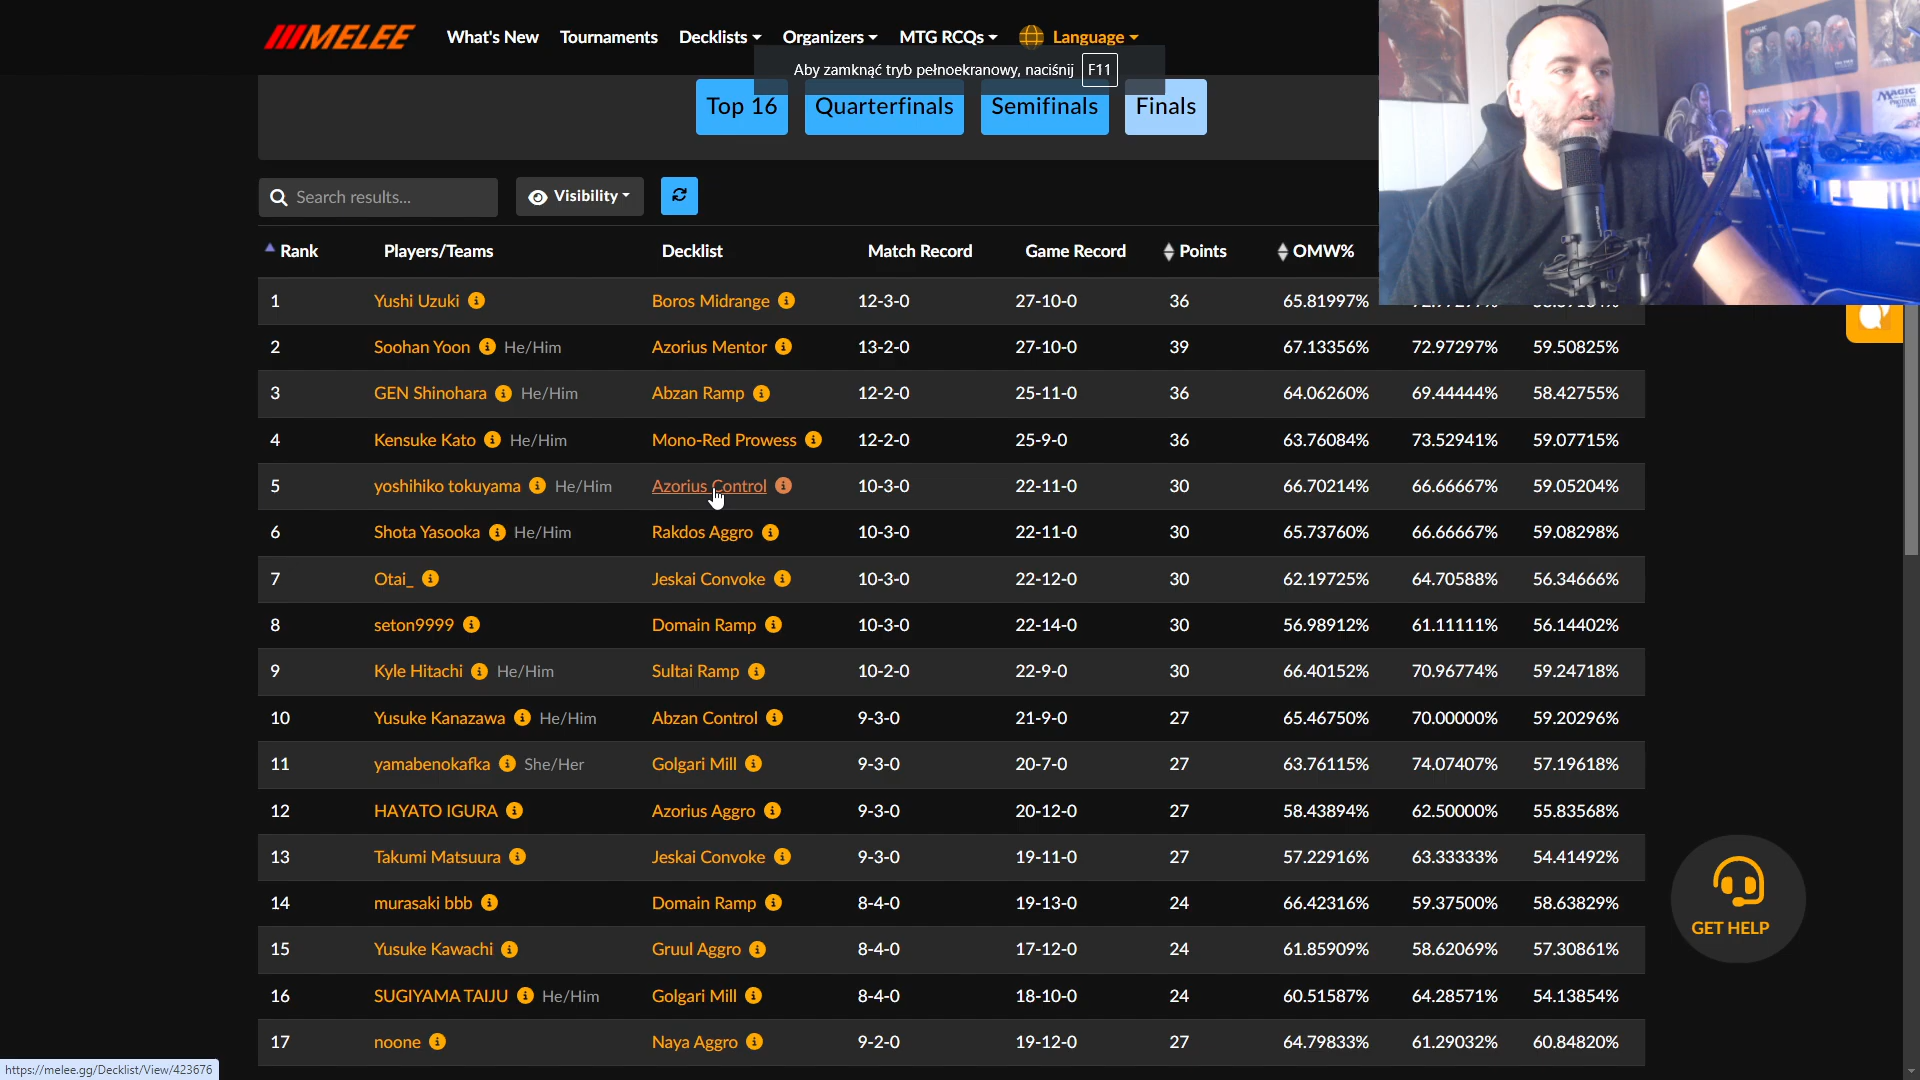 MELEE What's New Tournaments Decklists Organizers MTG RCQs Language
Aby zamknąć tryb pełnoekranowy, naciśnij F11
Top 16 Quarterfinals Semifinals Finals
Search results... Visibility
Rank Players/Teams Decklist Match Record Game Record Points OMW%
1 Yushi Uzuki Boros Midrange 12-3-0 27-10-0 36 65.81997%
2 Soohan Yoon He/Him Azorius Mentor 13-2-0 27-10-0 39 67.13356% 72.97297% 59.50825%
3 GEN Shinohara He/Him Abzan Ramp 12-2-0 25-11-0 36 64.06260% 69.44444% 58.42755%
4 Kensuke Kato He/Him Mono-Red Prowess 12-2-0 25-9-0 36 63.76084% 73.52941% 59.07715%
5 yoshihiko tokuyama He/Him Azorius Control 10-3-0 22-11-0 30 66.70214% 66.66667% 59.05204%
6 Shota Yasooka He/Him Rakdos Aggro 10-3-0 22-11-0 30 65.73760% 66.66667% 59.08298%
7 Otai_ Jeskai Convoke 10-3-0 22-12-0 30 62.19725% 64.70588% 56.34666%
8 seton9999 Domain Ramp 10-3-0 22-14-0 30 56.98912% 61.11111% 56.14402%
9 Kyle Hitachi He/Him Sultai Ramp 10-2-0 22-9-0 30 66.40152% 70.96774% 59.24718%
10 Yusuke Kanazawa He/Him Abzan Control 9-3-0 21-9-0 27 65.46750% 70.00000% 59.20296%
11 yamabenokafka She/Her Golgari Mill 9-3-0 20-7-0 27 63.76115% 74.07407% 57.19618%
12 HAYATO IGURA Azorius Aggro 9-3-0 20-12-0 27 58.43894% 62.50000% 55.83568%
13 Takumi Matsuura Jeskai Convoke 9-3-0 19-11-0 27 57.22916% 63.33333% 54.41492%
14 murasaki bbb Domain Ramp 8-4-0 19-13-0 24 66.42316% 59.37500% 58.63829%
15 Yusuke Kawachi Gruul Aggro 8-4-0 17-12-0 24 61.85909% 58.62069% 57.30861%
16 SUGIYAMA TAIJU He/Him Golgari Mill 8-4-0 18-10-0 24 60.51587% 64.28571% 54.13854%
17 noone Naya Aggro 9-2-0 19-12-0 27 64.79833% 61.29032% 60.84820%
GET HELP
https://melee.gg/Decklist/View/423676
MAGIC